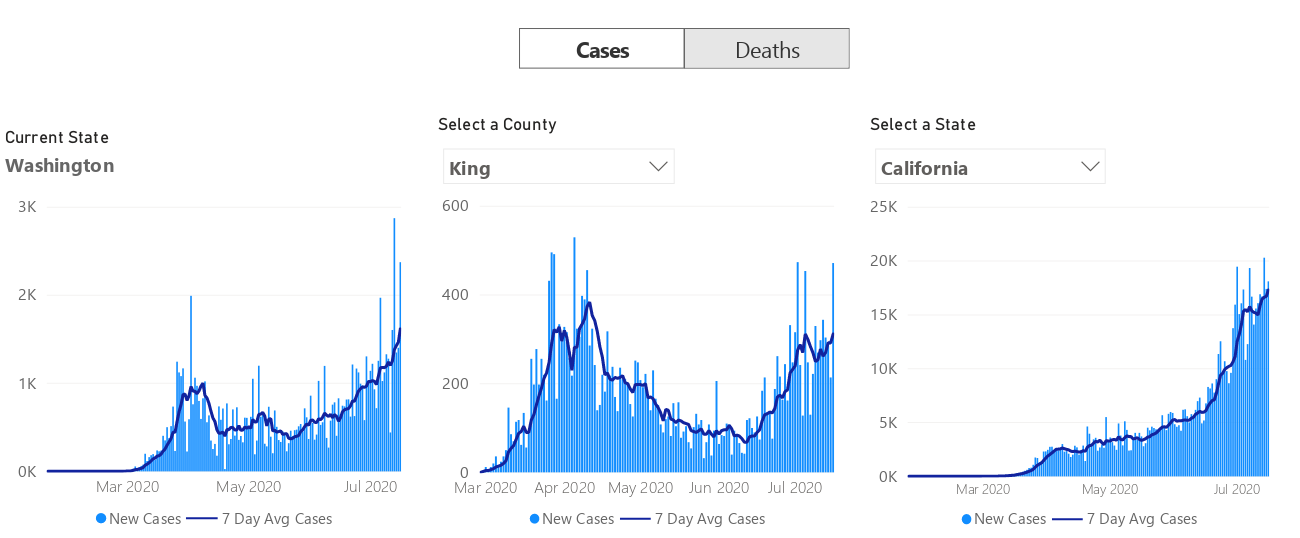 Cases Deaths
Current State
Washington
3K
2K
1K
0K
Mar 2020 May 2020 Jul 2020
New Cases 7 Day Avg Cases
Select a County
King
600
400
200
0
Mar 2020 Apr 2020 May 2020 Jun 2020 Jul 2020
New Cases 7 Day Avg Cases
Select a State
California
25K
20K
15K
10K
5K
0K
Mar 2020 May 2020 Jul 2020
New Cases 7 Day Avg Cases